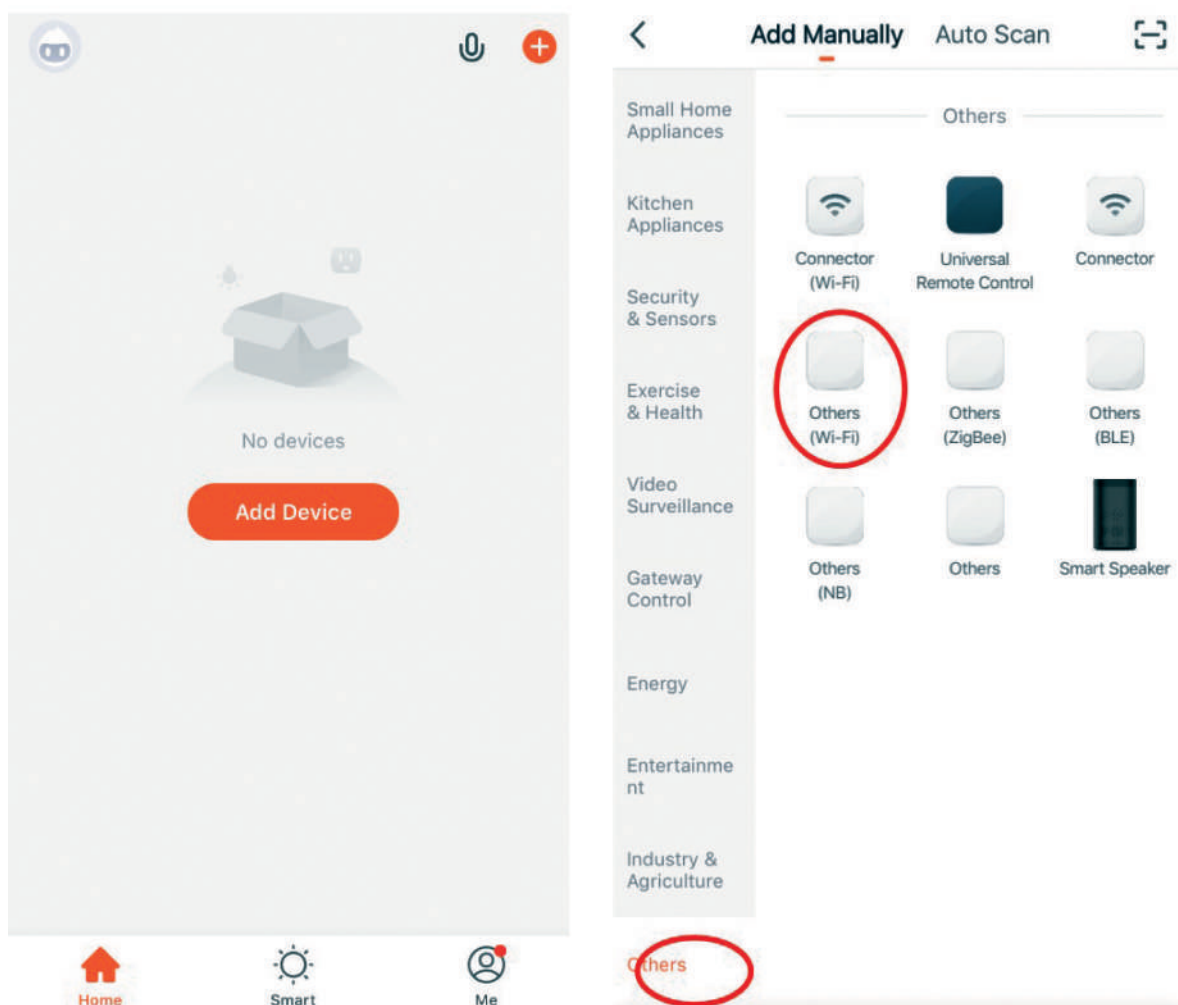 No devices
Add Device
Home
Smart
Me
Add Manually
Auto Scan
Small Home
Appliances
Kitchen
Appliances
Security
& Sensors
Exercise
& Health
Video
Surveillance
Gateway
Control
Energy
Entertainme
nt
Industry &
Agriculture
Others
Others
Connector
(Wi-Fi)
Universal
Remote Control
Connector
Others
(Wi-Fi)
Others
(ZigBee)
Others
(BLE)
Others
(NB)
Others
Smart Speaker